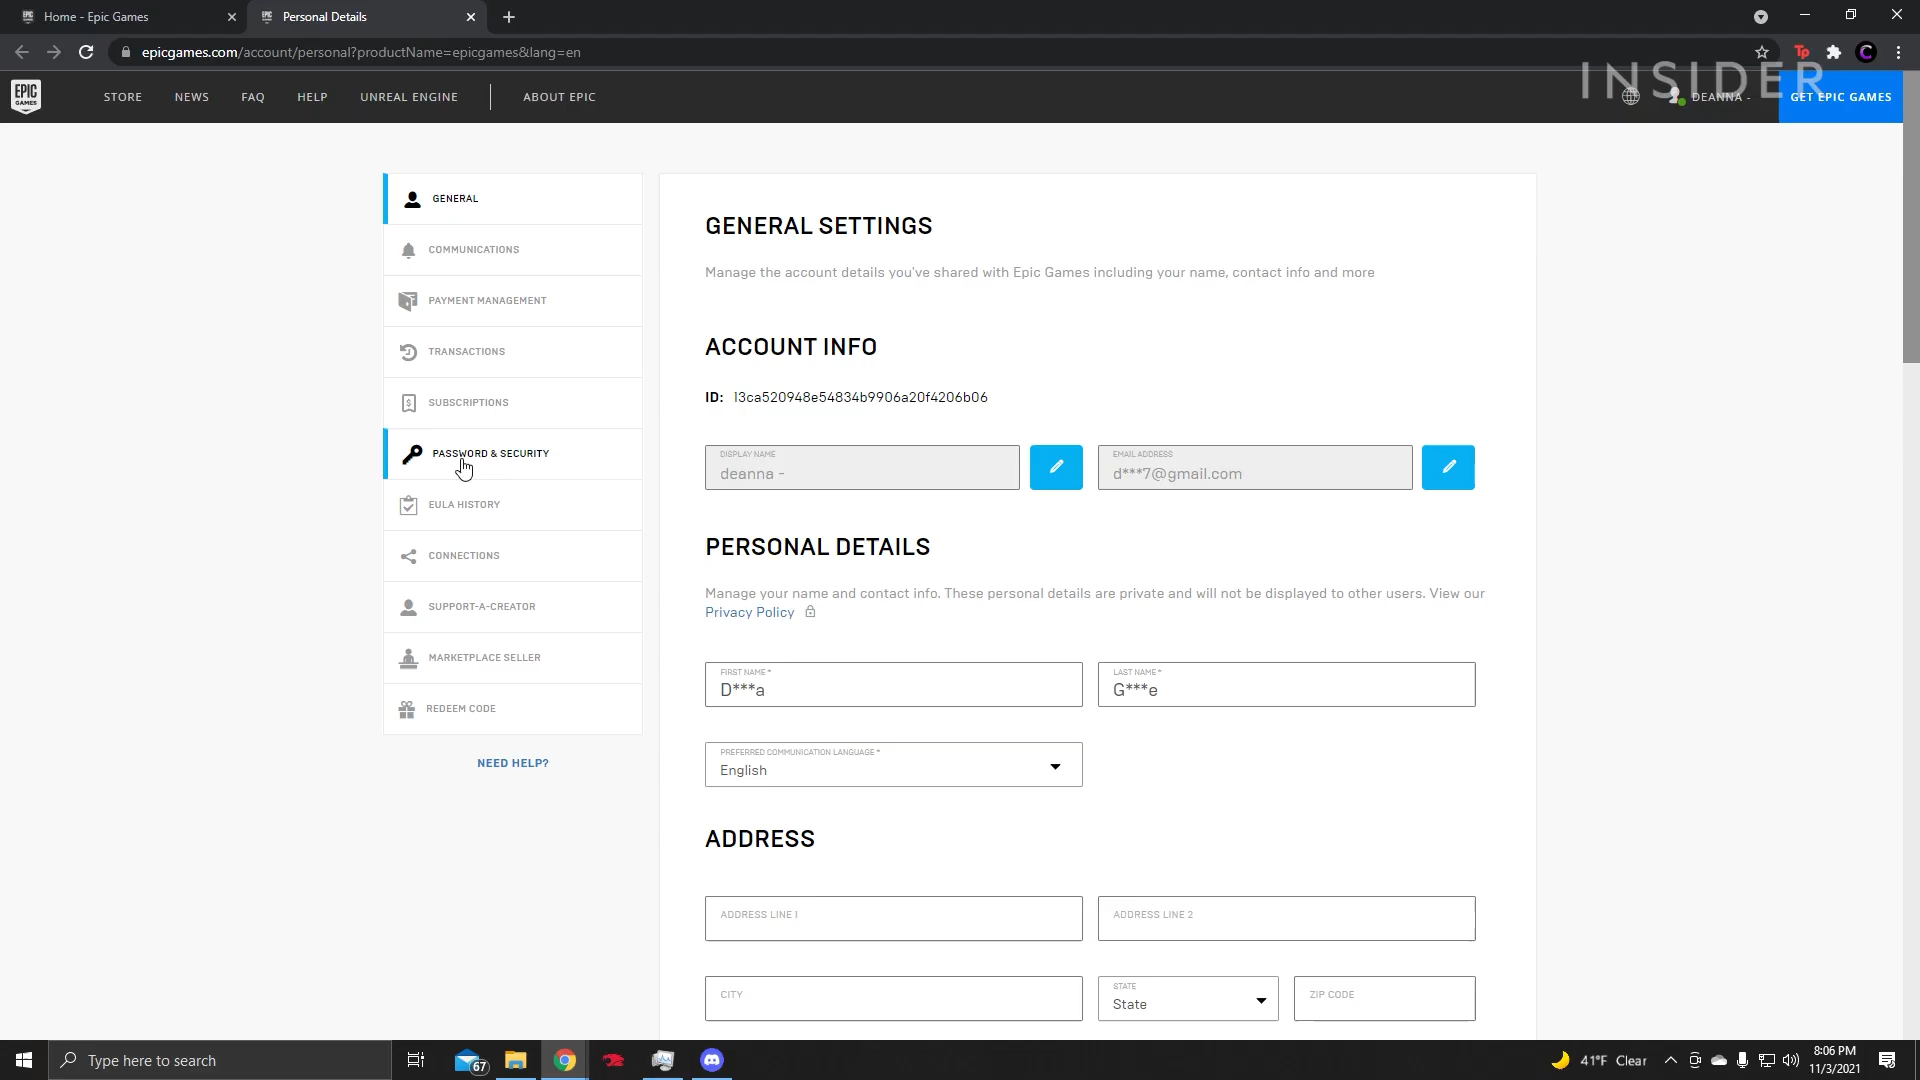 Home - Epic Games
Personal Details
epicgames.com/account/personal?productName=epicgames&lang=en
INSIDER
EPIC GAMES
STORE
NEWS
FAQ
HELP
UNREAL ENGINE
ABOUT EPIC
DEANNA -
GET EPIC GAMES
GENERAL
COMMUNICATIONS
PAYMENT MANAGEMENT
TRANSACTIONS
SUBSCRIPTIONS
PASSWORD & SECURITY
EULA HISTORY
CONNECTIONS
SUPPORT-A-CREATOR
MARKETPLACE SELLER
REDEEM CODE
NEED HELP?
GENERAL SETTINGS
Manage the account details you've shared with Epic Games including your name, contact info and more
ACCOUNT INFO
ID: 13ca520948e54834b9906a20f4206b06
DISPLAY NAME
deanna -
EMAIL ADDRESS
d***7@gmail.com
PERSONAL DETAILS
Manage your name and contact info. These personal details are private and will not be displayed to other users. View our
Privacy Policy
FIRST NAME *
D***a
LAST NAME *
G***e
PREFERRED COMMUNICATION LANGUAGE *
English
ADDRESS
ADDRESS LINE 1
ADDRESS LINE 2
CITY
STATE
State
ZIP CODE
Type here to search
67
41°F Clear
8:06 PM
11/3/2021
Tp
C